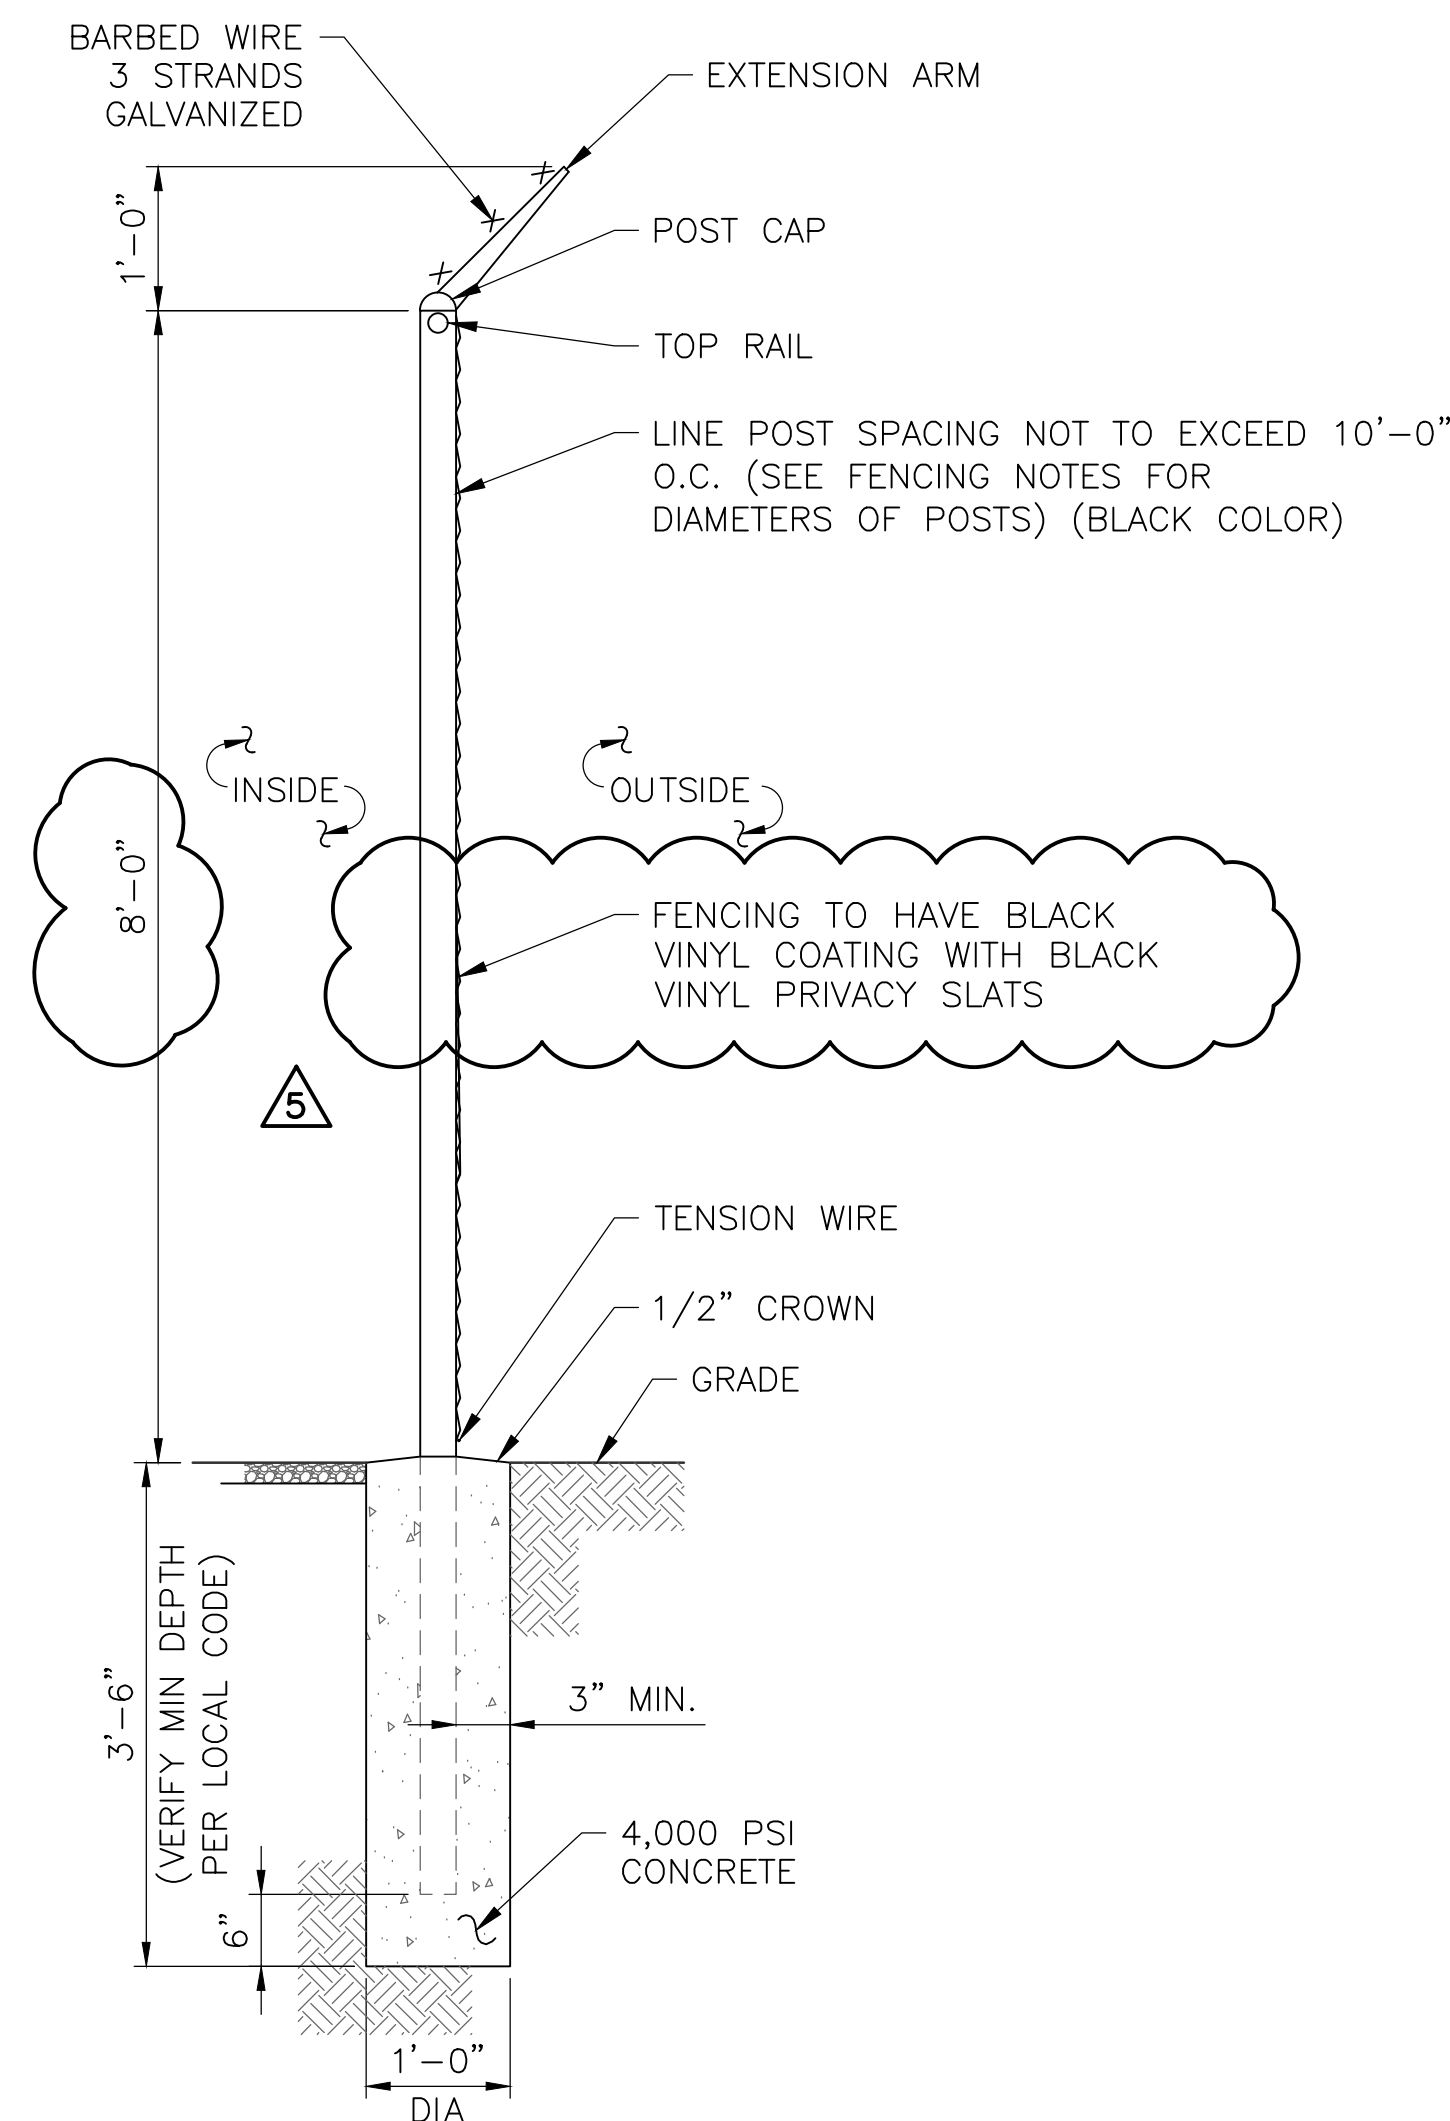 BARBED WIRE
3 STRANDS
GALVANIZED
EXTENSION ARM
1'-0"
POST CAP
TOP RAIL
LINE POST SPACING NOT TO EXCEED 10'-0"
O.C. (SEE FENCING NOTES FOR
DIAMETERS OF POSTS) (BLACK COLOR)
INSIDE
OUTSIDE
8'-0"
FENCING TO HAVE BLACK
VINYL COATING WITH BLACK
VINYL PRIVACY SLATS
5
TENSION WIRE
1/2" CROWN
GRADE
3'-6"
(VERIFY MIN DEPTH
PER LOCAL CODE)
3" MIN.
4,000 PSI
CONCRETE
6"
1'-0"
DIA